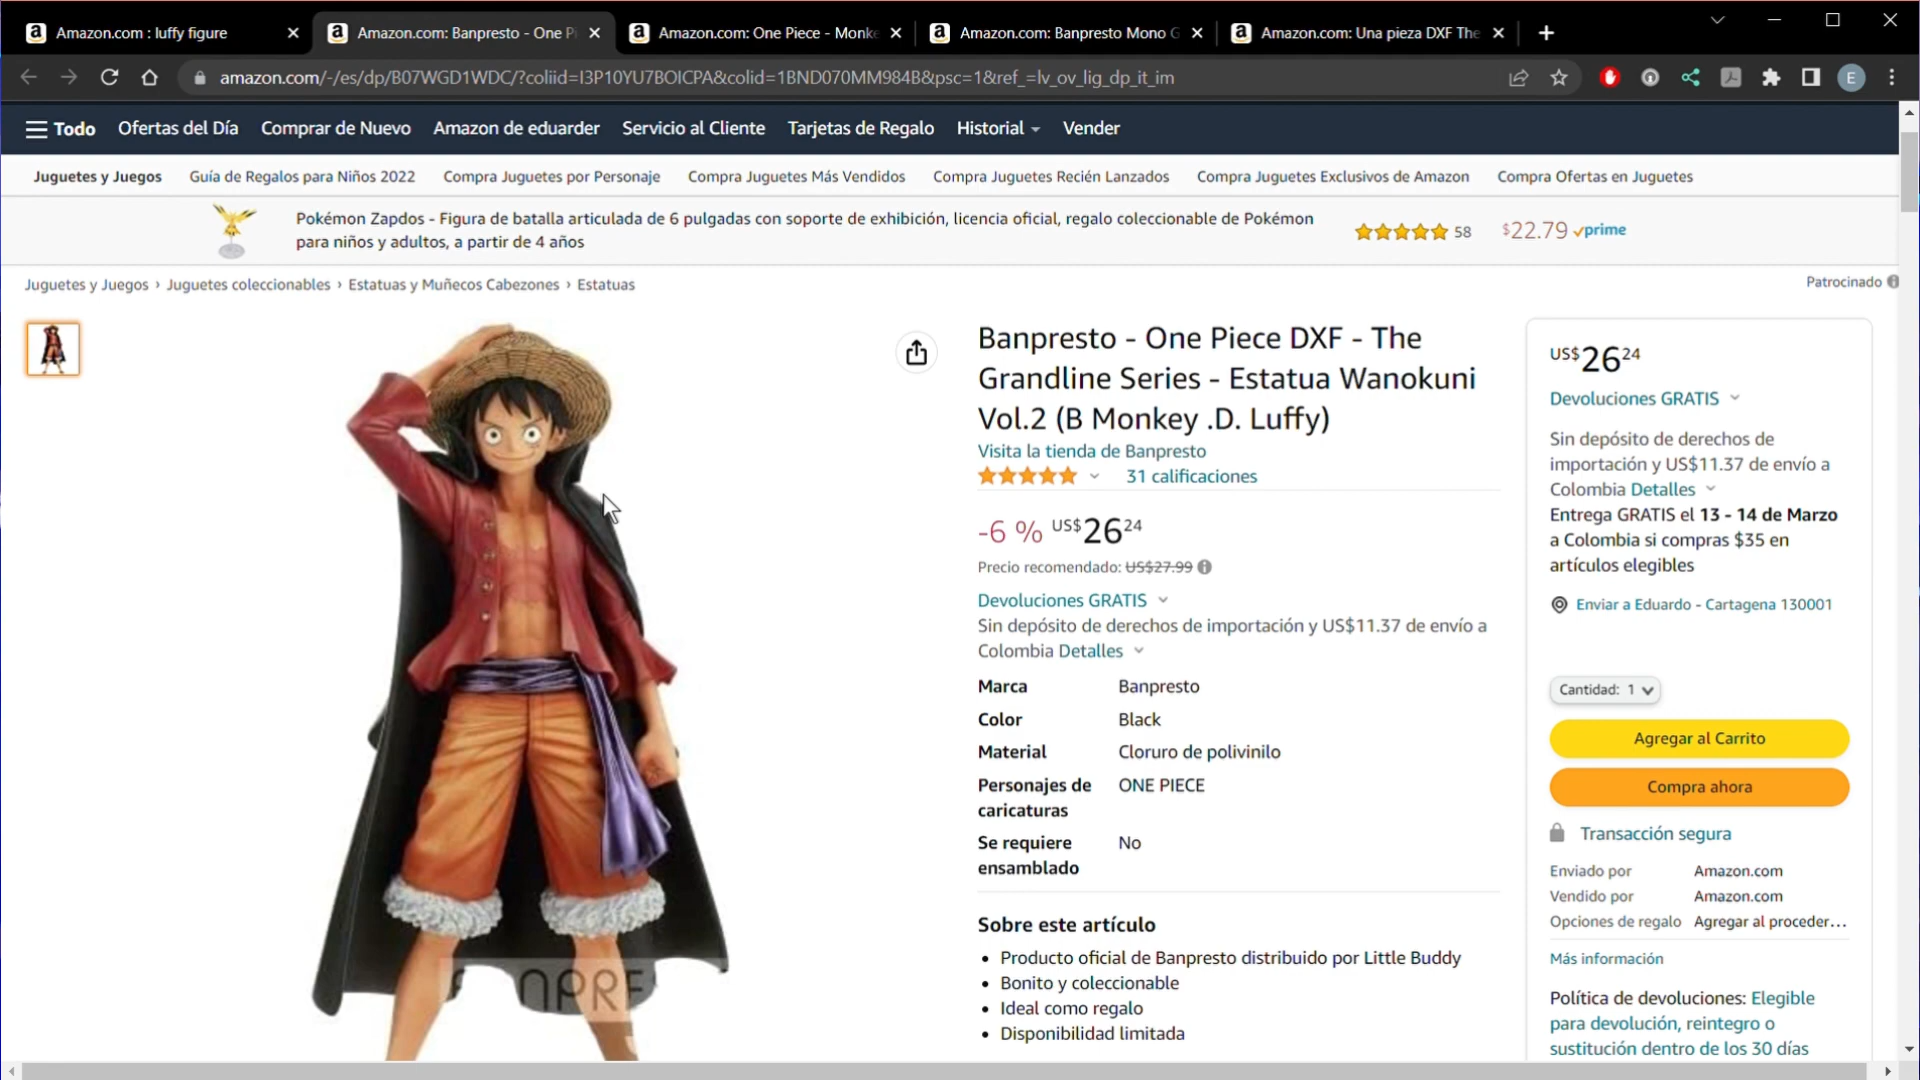 Amazon.com : luffy figure
Amazon.com: Banpresto - One Pi
Amazon.com: One Piece - Monke
Amazon.com: Banpresto Mono G
Amazon.com: Una pieza DXF The
amazon.com/-/es/dp/B07WGD1WDC/?coliid=I3P10YU7BOICPA&colid=1BND070MM984B&psc=1&ref_=lv_ov_lig_dp_it_im
E
Todo
Ofertas del Día
Comprar de Nuevo
Amazon de eduarder
Servicio al Cliente
Tarjetas de Regalo
Historial
Vender
Juguetes y Juegos
Guía de Regalos para Niños 2022
Compra Juguetes por Personaje
Compra Juguetes Más Vendidos
Compra Juguetes Recién Lanzados
Compra Juguetes Exclusivos de Amazon
Compra Ofertas en Juguetes
Pokémon Zapdos - Figura de batalla articulada de 6 pulgadas con soporte de exhibición, licencia oficial, regalo coleccionable de Pokémon
para niños y adultos, a partir de 4 años
58
$22.79 prime
Patrocinado
Juguetes y Juegos › Juguetes coleccionables › Estatuas y Muñecos Cabezones › Estatuas
Banpresto - One Piece DXF - The
Grandline Series - Estatua Wanokuni
Vol.2 (B Monkey .D. Luffy)
Visita la tienda de Banpresto
31 calificaciones
-6 % US$26 24
Precio recomendado: US$27.99
Devoluciones GRATIS
Sin depósito de derechos de importación y US$11.37 de envío a
Colombia Detalles
Marca Banpresto
Color Black
Material Cloruro de polivinilo
Personajes de ONE PIECE
caricaturas
Se requiere No
ensamblado
Sobre este artículo
• Producto oficial de Banpresto distribuido por Little Buddy
• Bonito y coleccionable
• Ideal como regalo
• Disponibilidad limitada
US$26 24
Devoluciones GRATIS
Sin depósito de derechos de
importación y US$11.37 de envío a
Colombia Detalles
Entrega GRATIS el 13 - 14 de Marzo
a Colombia si compras $35 en
artículos elegibles
Enviar a Eduardo - Cartagena 130001
Cantidad: 1
Agregar al Carrito
Compra ahora
Transacción segura
Enviado por Amazon.com
Vendido por Amazon.com
Opciones de regalo Agregar al proceder...
Más información
Política de devoluciones: Elegible
para devolución, reintegro o
sustitución dentro de los 30 días